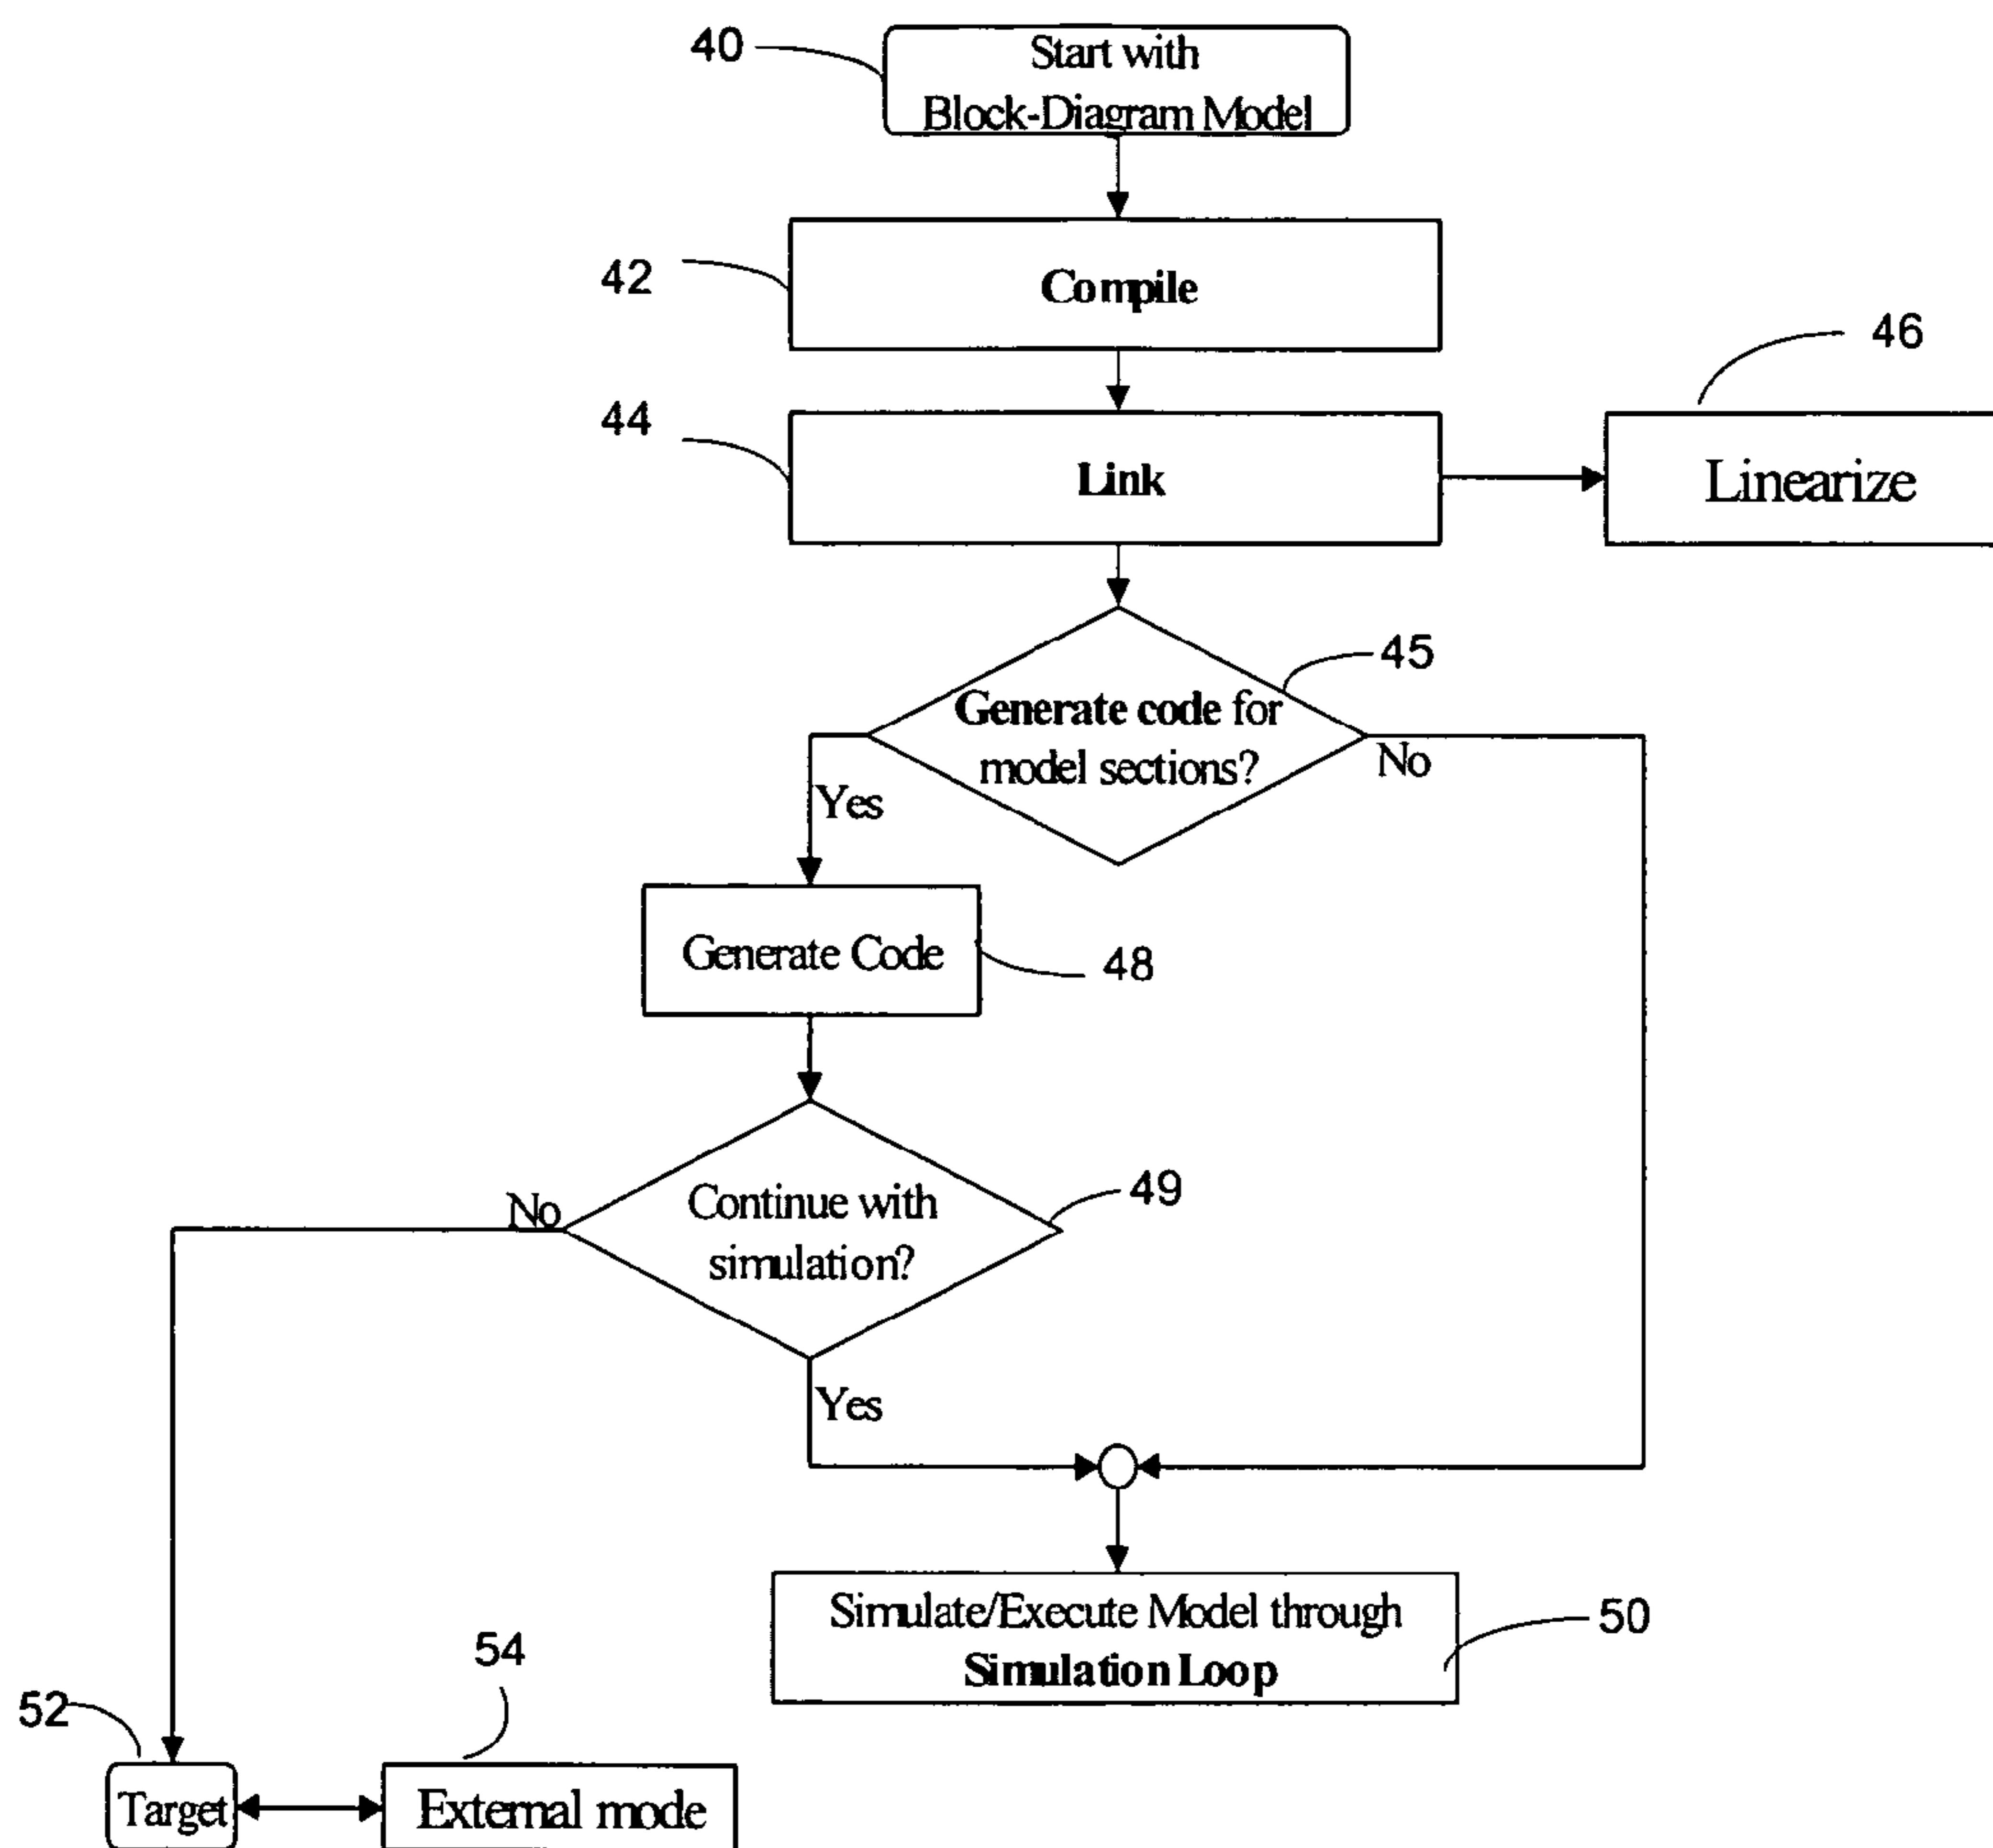 40
Start with
Block-Diagram Model
42
Compile
46
44
Link
Linearize
45
Generate code for
model sections?
No
Yes
Generate Code
48
49
No
Continue with
simulation?
Yes
Simulate/Execute Model through
Simulation Loop
50
54
52
Target
External mode